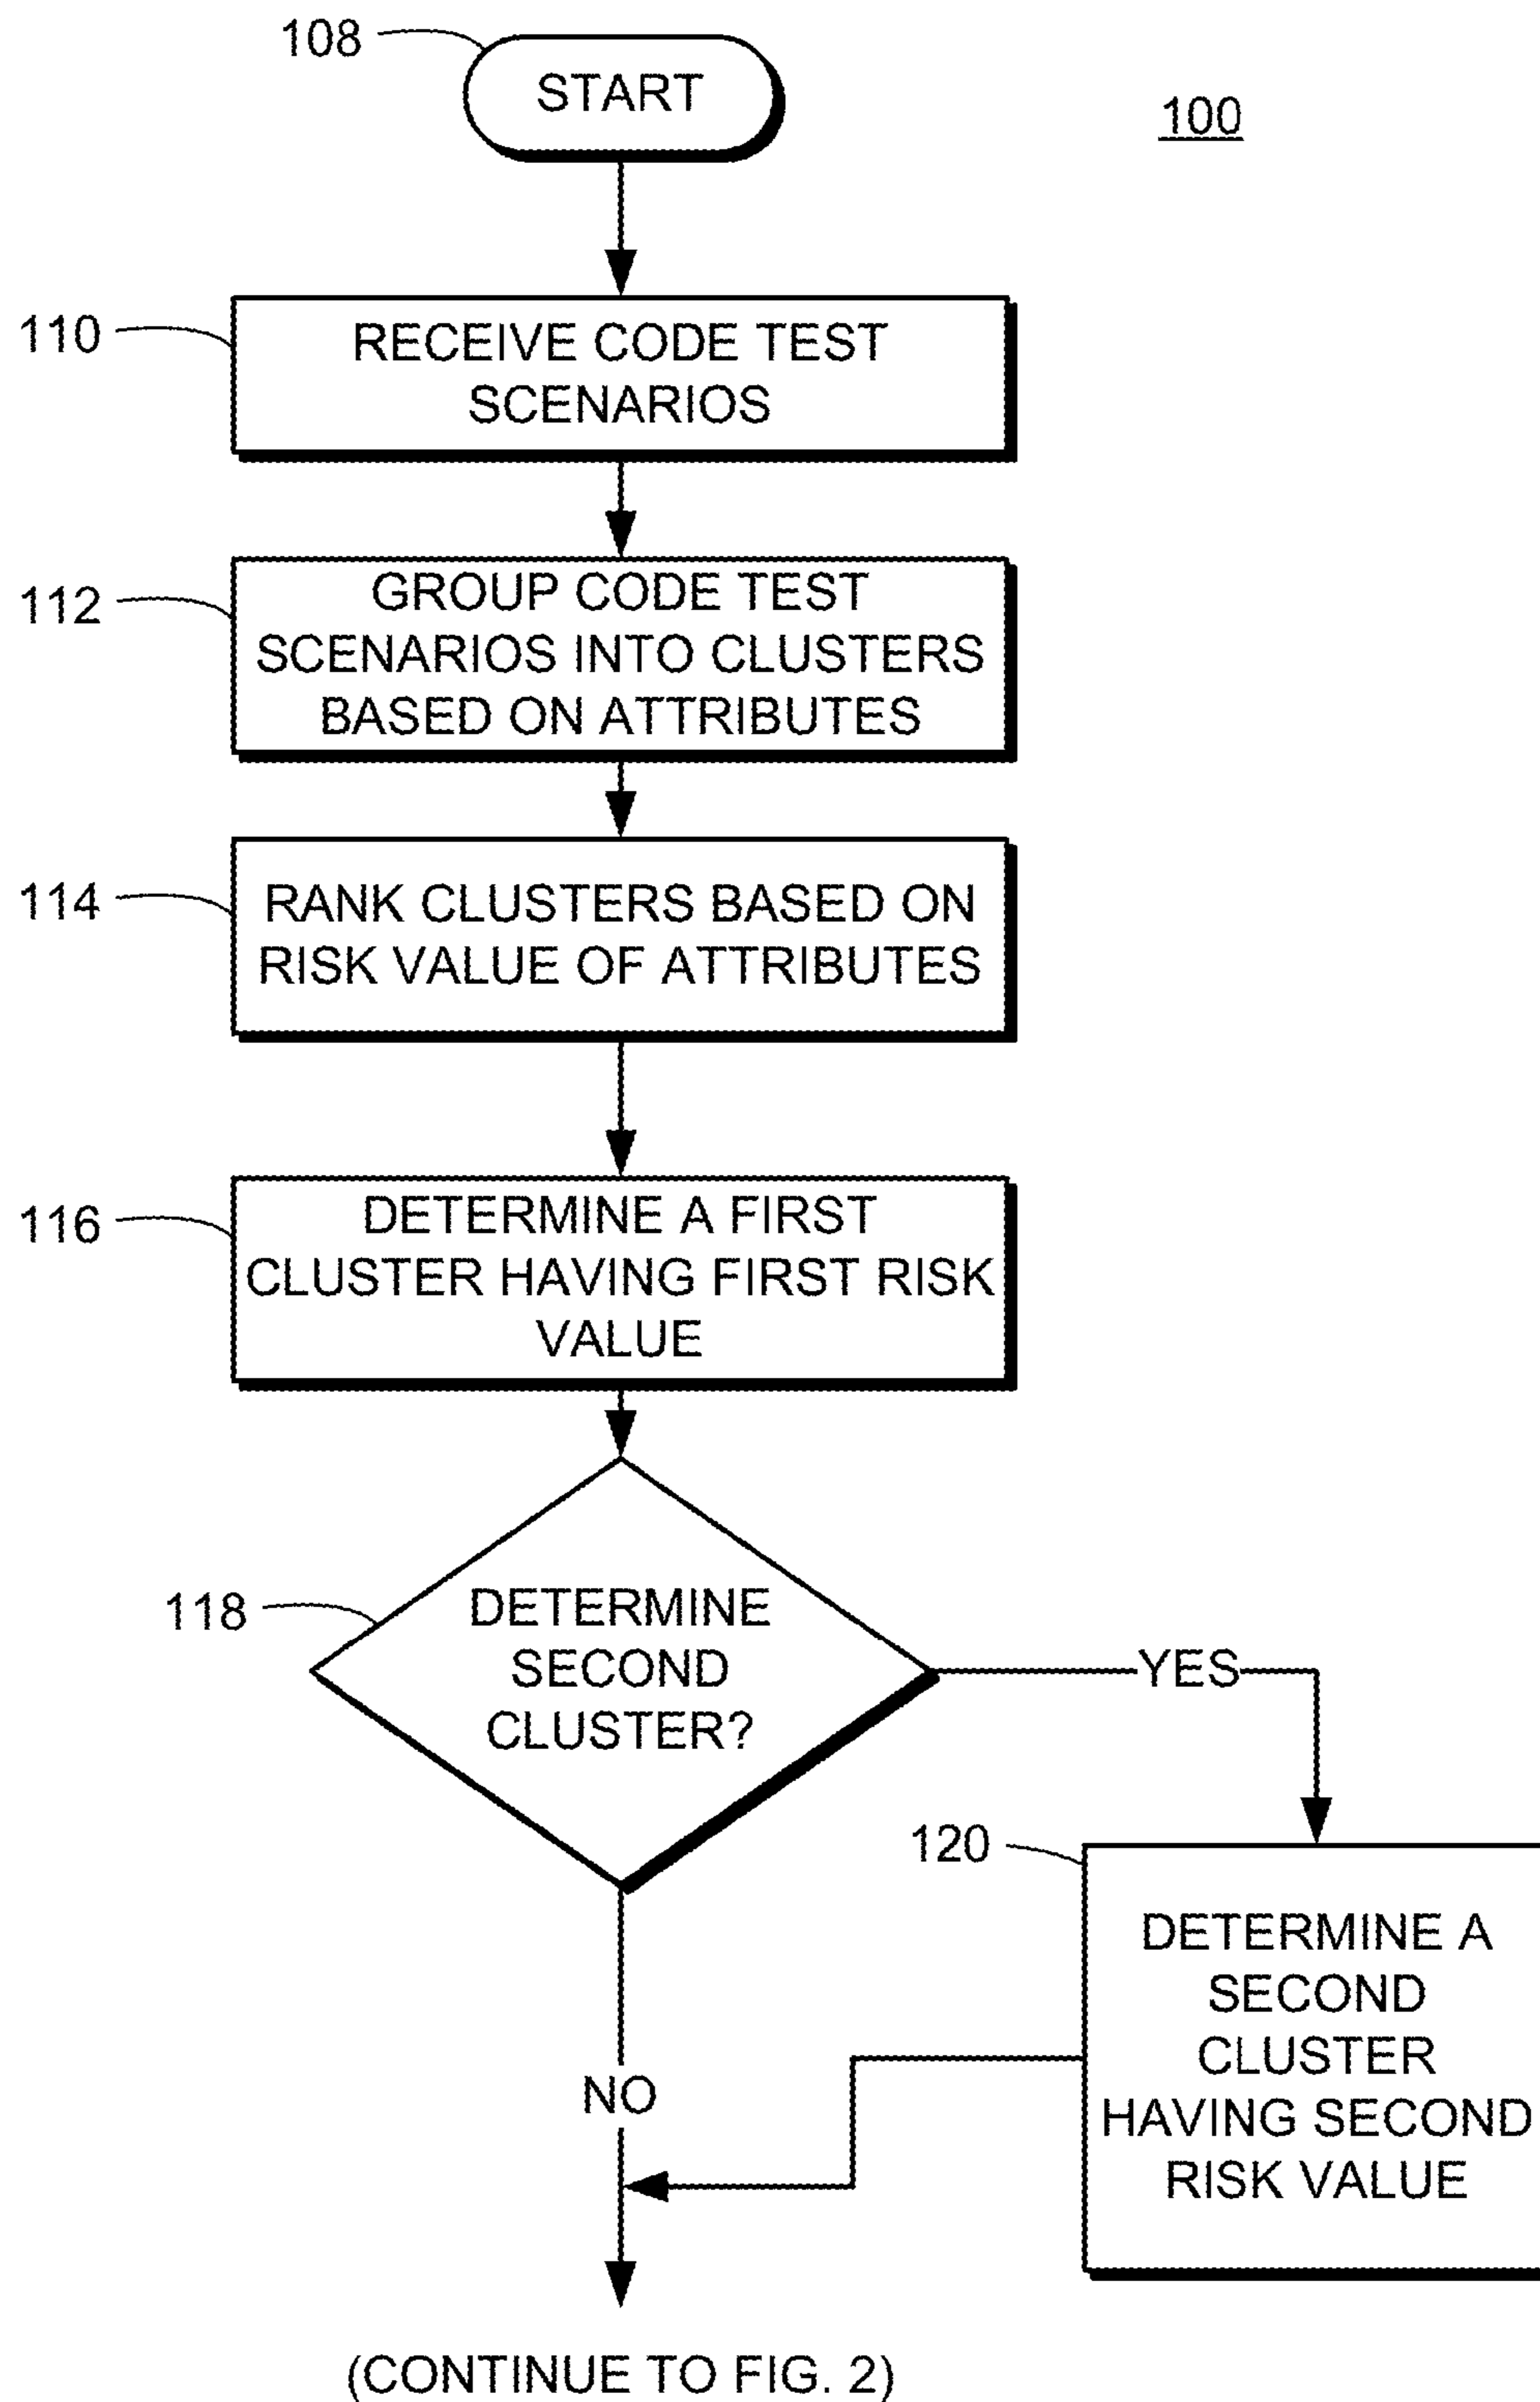 108
START
100
110
RECEIVE CODE TEST
SCENARIOS
112
GROUP CODE TEST
SCENARIOS INTO CLUSTERS
BASED ON ATTRIBUTES
114
RANK CLUSTERS BASED ON
RISK VALUE OF ATTRIBUTES
116
DETERMINE A FIRST
CLUSTER HAVING FIRST RISK
VALUE
118
DETERMINE
SECOND
CLUSTER?
YES
120
DETERMINE A
SECOND
CLUSTER
HAVING SECOND
RISK VALUE
NO
(CONTINUE TO FIG. 2)